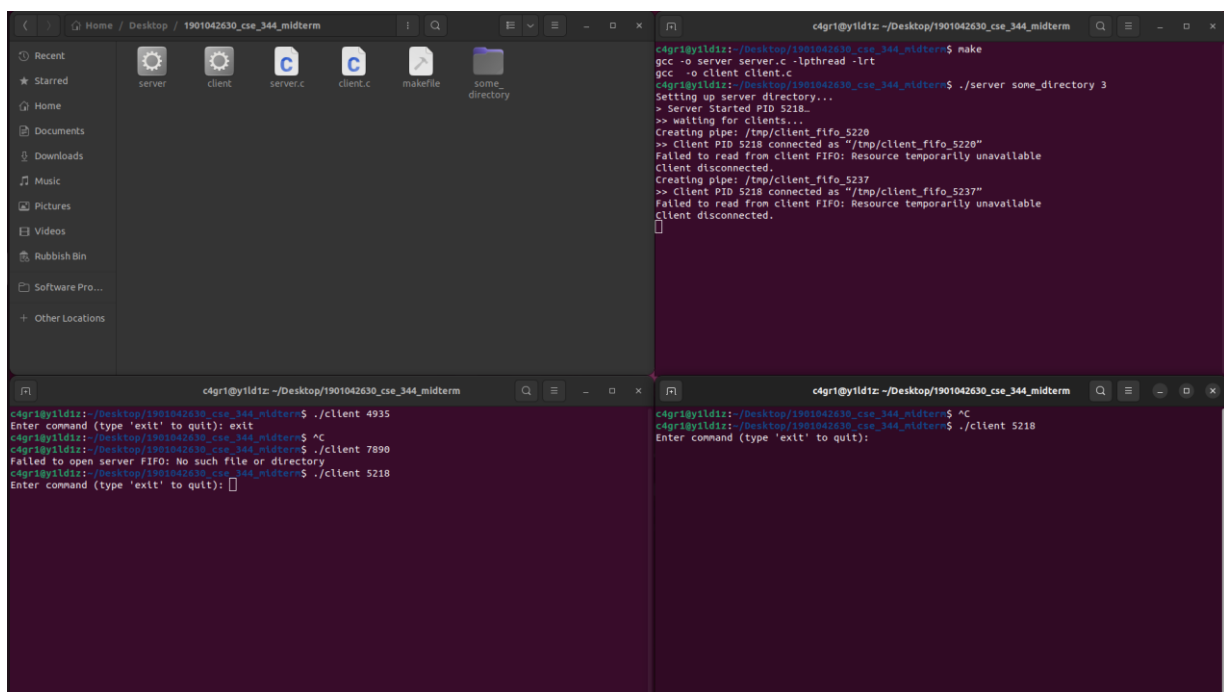 Home / Desktop / 1901042630_cse_344_midterm
Recent
Starred
Home
Documents
Downloads
Music
Pictures
Videos
Rubbish Bin
Software Pro...
+ Other Locations
server
client
server.c
client.c
makefile
some_
directory
c4gr1@y1ld1z: ~/Desktop/1901042630_cse_344_midterm
c4gr1@y1ld1z:~/Desktop/1901042630_cse_344_midterm$ make
gcc -o server server.c -lpthread -lrt
gcc -o client client.c
c4gr1@y1ld1z:~/Desktop/1901042630_cse_344_midterm$ ./server some_directory 3
Setting up server directory...
> Server Started PID 5218…
>> waiting for clients...
Creating pipe: /tmp/client_fifo_5220
>> Client PID 5218 connected as “/tmp/client_fifo_5220”
Failed to read from client FIFO: Resource temporarily unavailable
Client disconnected.
Creating pipe: /tmp/client_fifo_5237
>> Client PID 5218 connected as “/tmp/client_fifo_5237”
Failed to read from client FIFO: Resource temporarily unavailable
Client disconnected.
c4gr1@y1ld1z: ~/Desktop/1901042630_cse_344_midterm
c4gr1@y1ld1z:~/Desktop/1901042630_cse_344_midterm$ ./client 4935
Enter command (type 'exit' to quit): exit
c4gr1@y1ld1z:~/Desktop/1901042630_cse_344_midterm$ ^C
c4gr1@y1ld1z:~/Desktop/1901042630_cse_344_midterm$ ./client 7890
Failed to open server FIFO: No such file or directory
c4gr1@y1ld1z:~/Desktop/1901042630_cse_344_midterm$ ./client 5218
Enter command (type 'exit' to quit):
c4gr1@y1ld1z: ~/Desktop/1901042630_cse_344_midterm
c4gr1@y1ld1z:~/Desktop/1901042630_cse_344_midterm$ ^C
c4gr1@y1ld1z:~/Desktop/1901042630_cse_344_midterm$ ./client 5218
Enter command (type 'exit' to quit):